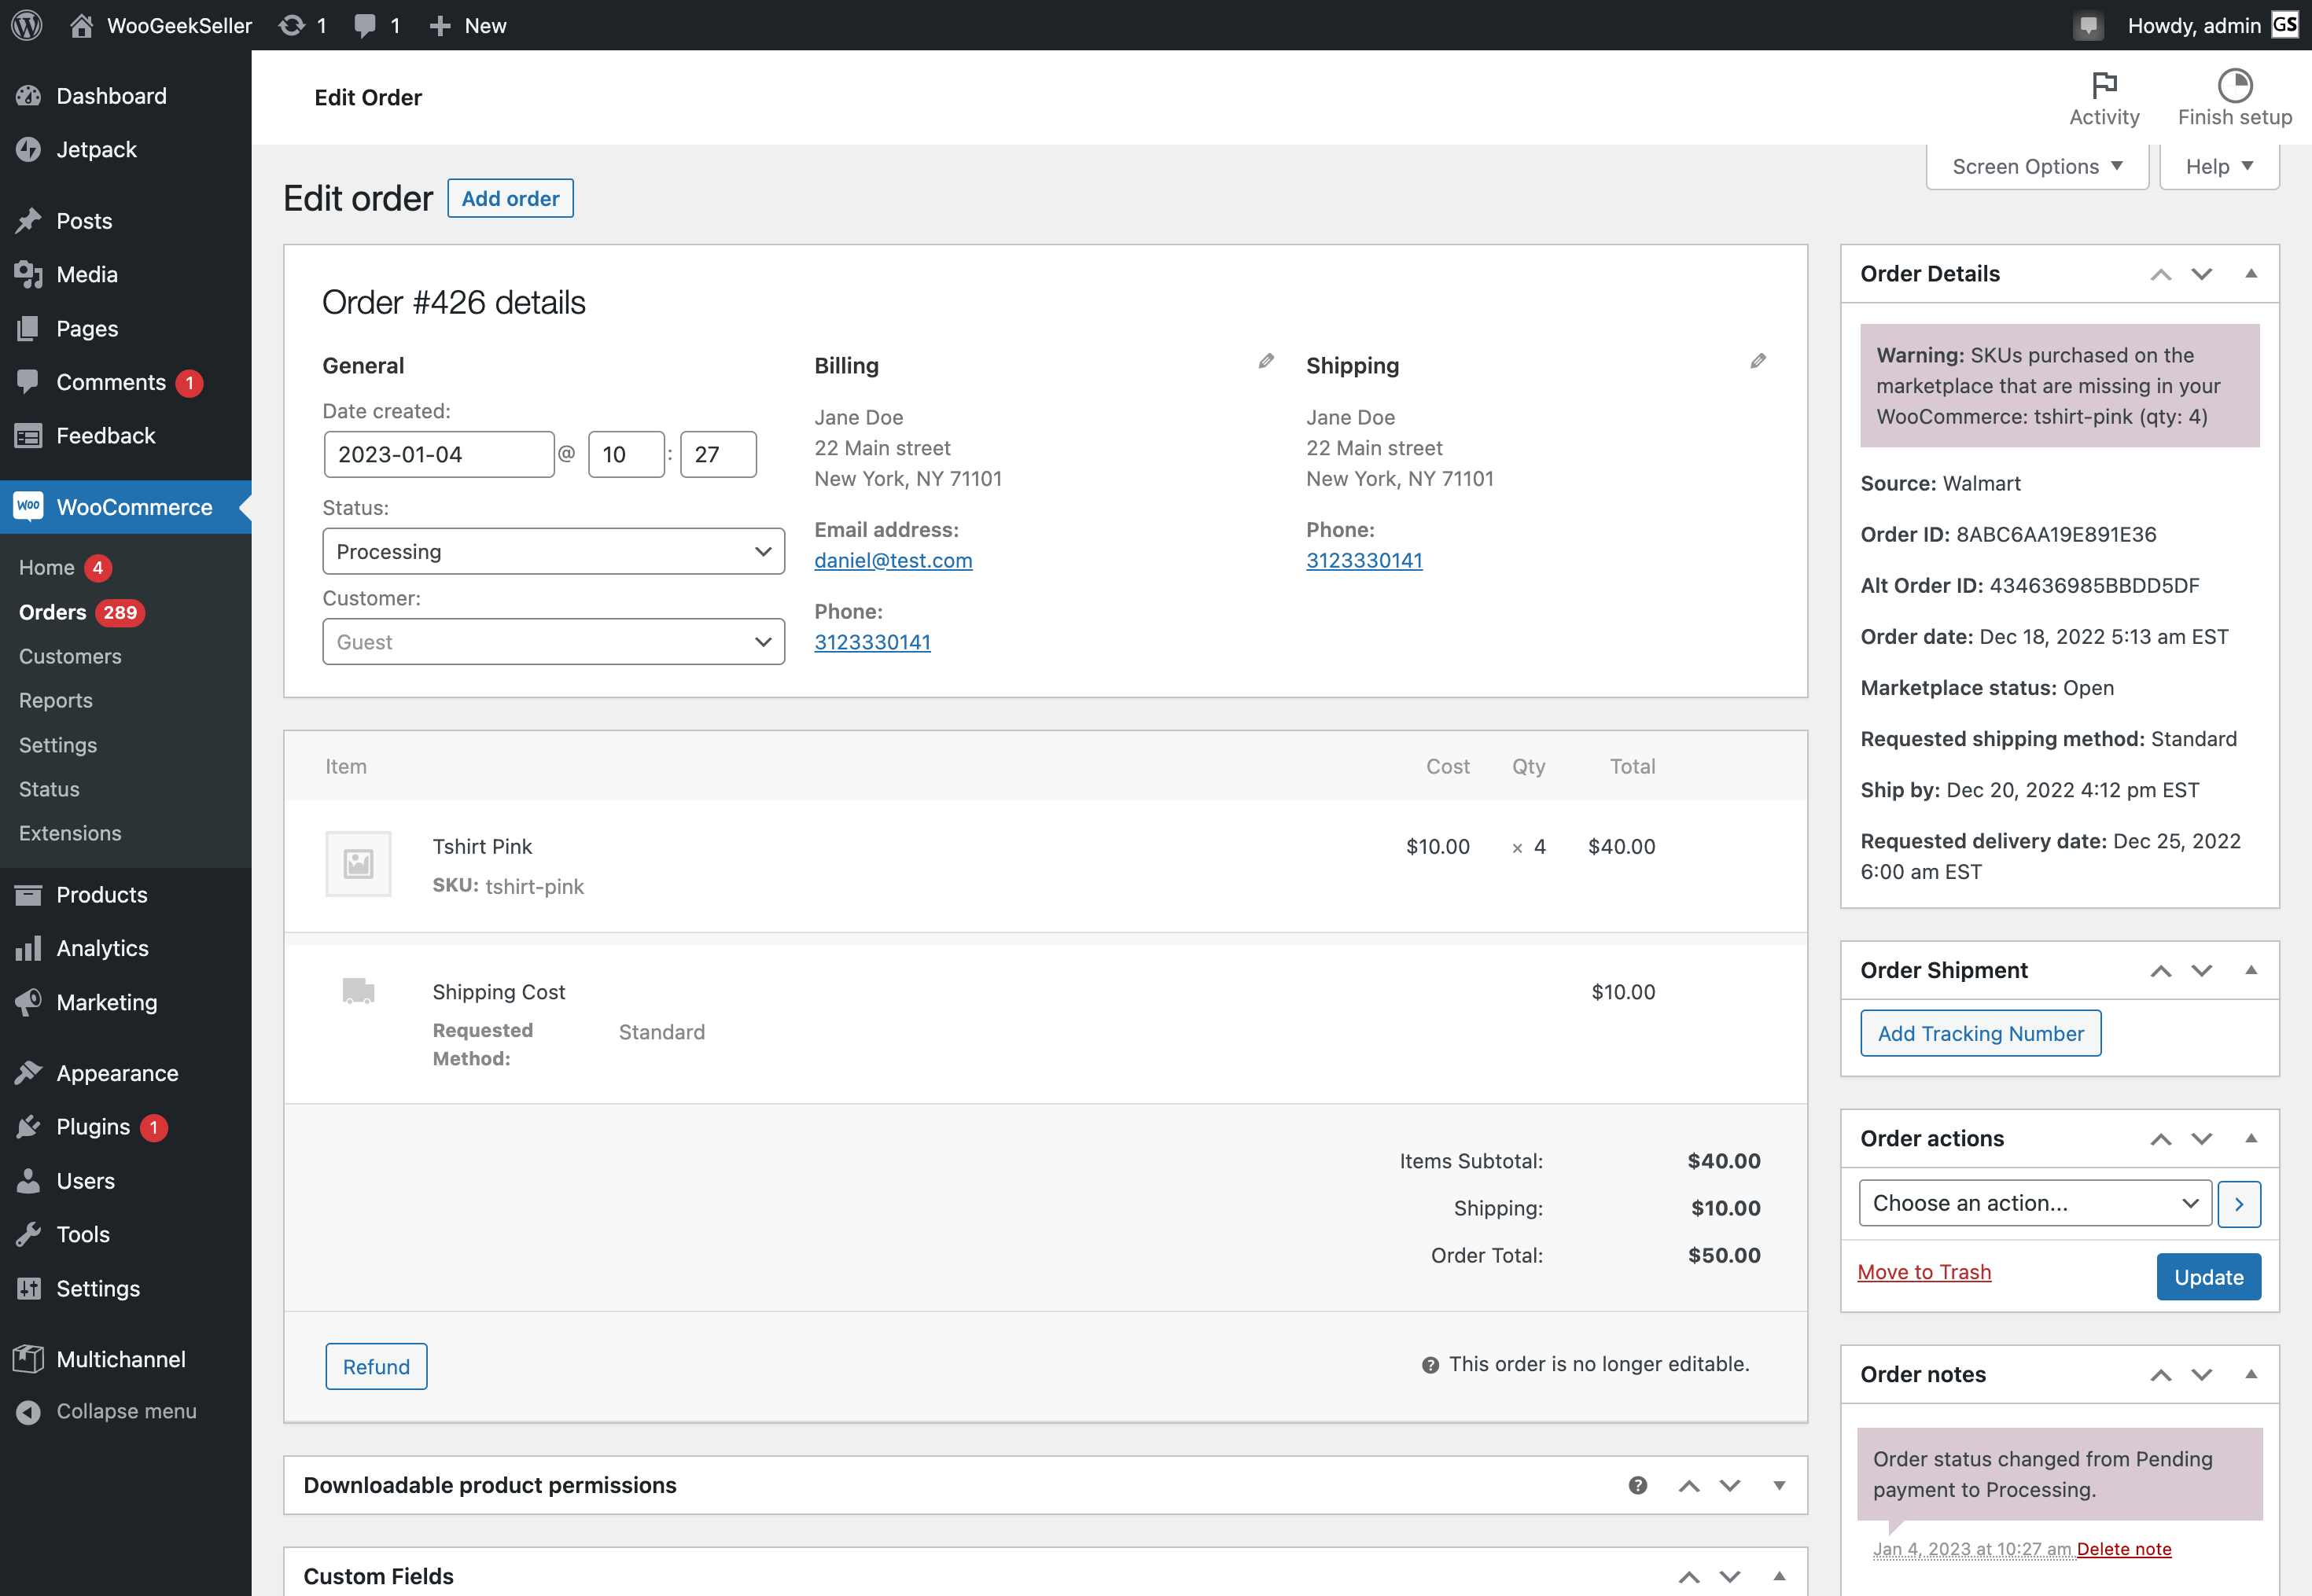 WooGeekSeller 1 1 New
Howdy, admin GS
Dashboard
Jetpack
Posts
Media
Pages
Comments 1
Feedback
Woo WooCommerce
Home 4
Orders 289
Customers
Reports
Settings
Status
Extensions
Products
Analytics
Marketing
Appearance
Plugins 1
Users
Tools
Settings
Multichannel
Collapse menu
Edit Order
Activity
Finish setup
Screen Options
Help
Edit order Add order
Order #426 details
General
Date created:
2023-01-04 @ 10 : 27
Status:
Processing
Customer:
Guest
Billing
Jane Doe
22 Main street
New York, NY 71101
Email address:
daniel@test.com
Phone:
3123330141
Shipping
Jane Doe
22 Main street
New York, NY 71101
Phone:
3123330141
Item Cost Qty Total
Tshirt Pink $10.00 × 4 $40.00
SKU: tshirt-pink
Shipping Cost $10.00
Requested Standard
Method:
Items Subtotal: $40.00
Shipping: $10.00
Order Total: $50.00
Refund
? This order is no longer editable.
Downloadable product permissions ?
Custom Fields
Order Details
Warning: SKUs purchased on the
marketplace that are missing in your
WooCommerce: tshirt-pink (qty: 4)
Source: Walmart
Order ID: 8ABC6AA19E891E36
Alt Order ID: 434636985BBDD5DF
Order date: Dec 18, 2022 5:13 am EST
Marketplace status: Open
Requested shipping method: Standard
Ship by: Dec 20, 2022 4:12 pm EST
Requested delivery date: Dec 25, 2022
6:00 am EST
Order Shipment
Add Tracking Number
Order actions
Choose an action...
Move to Trash Update
Order notes
Order status changed from Pending
payment to Processing.
Jan 4, 2023 at 10:27 am Delete note